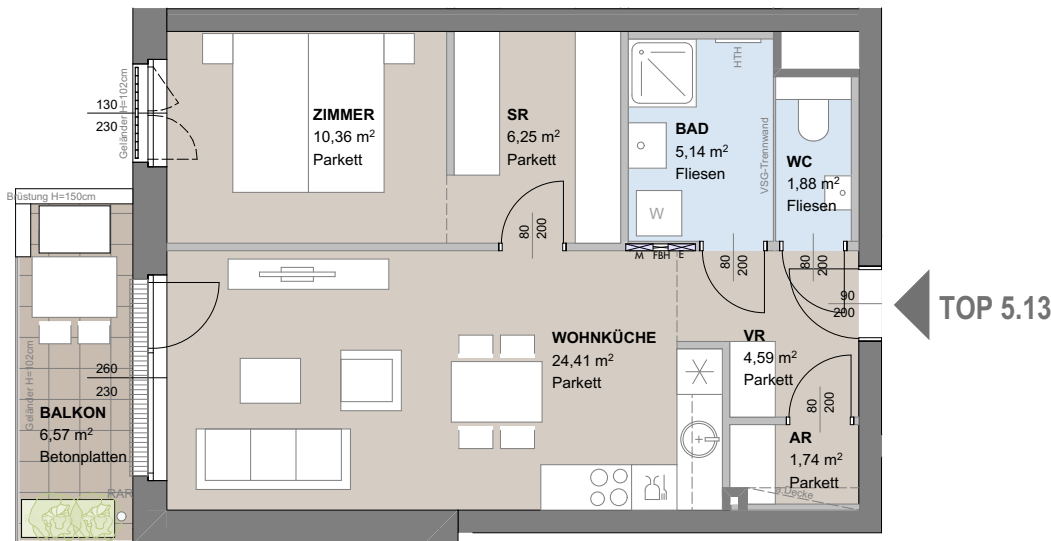 Geländer H=102cm
130
230
ZIMMER
10,36 m²
Parkett
SR
6,25 m²
Parkett
80
200
HTH
BAD
5,14 m²
Fliesen
W
VSG-Trennwand
WC
1,88 m²
Fliesen
Brüstung H=150cm
M FBH E
80
200
80
200
90
200
TOP 5.13
WOHNKÜCHE
24,41 m²
Parkett
VR
4,59 m²
Parkett
80
200
260
230
Geländer H=102cm
BALKON
6,57 m²
Betonplatten
RAR
AR
1,74 m²
Parkett
Decke